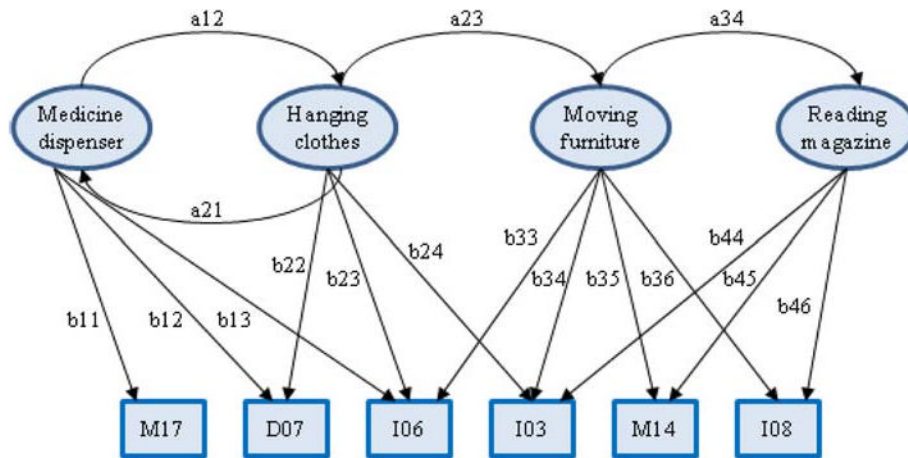 a12
a23
a34
Medicine
dispenser
Hanging
clothes
Moving
furniture
Reading
magazine
a21
b11
b12
b13
b22
b23
b24
b33
b34
b35
b36
b44
b45
b46
M17
D07
I06
I03
M14
I08